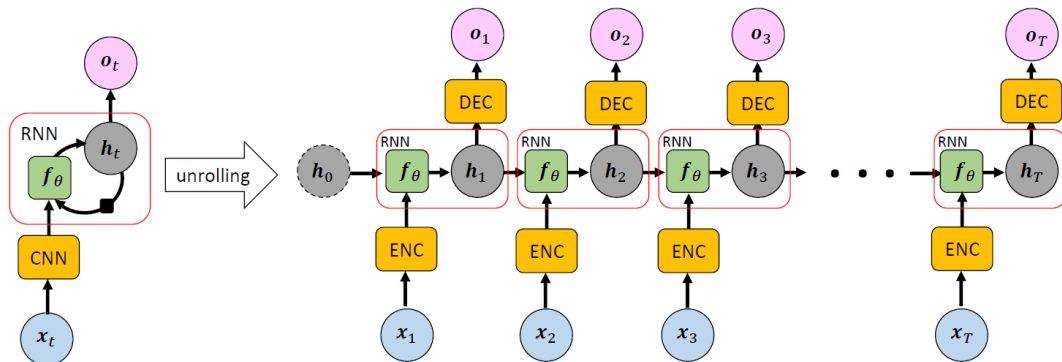 o_t
RNN
h_t
f_θ
CNN
x_t
unrolling
o_1 o_2 o_3 o_T
DEC DEC DEC DEC
RNN RNN RNN RNN
h_0 f_θ h_1 f_θ h_2 f_θ h_3 • • • f_θ h_T
ENC ENC ENC ENC
x_1 x_2 x_3 x_T